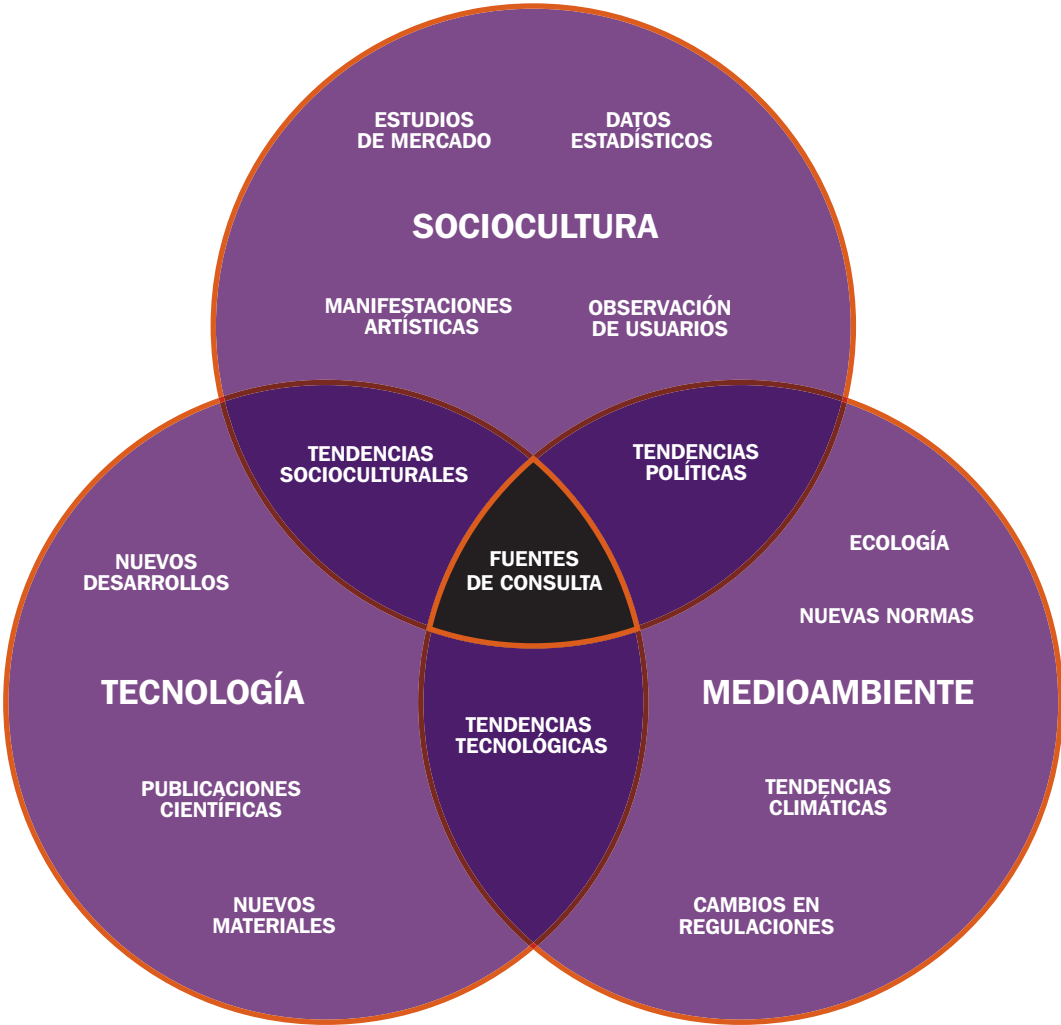 ESTUDIOS
DE MERCADO
DATOS
ESTADÍSTICOS
SOCIOCULTURA
MANIFESTACIONES
ARTÍSTICAS
OBSERVACIÓN
DE USUARIOS
TENDENCIAS
SOCIOCULTURALES
TENDENCIAS
POLÍTICAS
FUENTES
DE CONSULTA
NUEVOS
DESARROLLOS
TECNOLOGÍA
PUBLICACIONES
CIENTÍFICAS
NUEVOS
MATERIALES
TENDENCIAS
TECNOLÓGICAS
ECOLOGÍA
NUEVAS NORMAS
MEDIOAMBIENTE
TENDENCIAS
CLIMÁTICAS
CAMBIOS EN
REGULACIONES